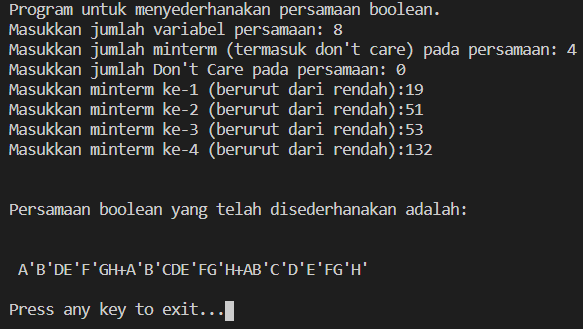 Program untuk menyederhanakan persamaan boolean.
Masukkan jumlah variabel persamaan: 8
Masukkan jumlah minterm (termasuk don't care) pada persamaan: 4
Masukkan jumlah Don't Care pada persamaan: 0
Masukkan minterm ke-1 (berurut dari rendah):19
Masukkan minterm ke-2 (berurut dari rendah):51
Masukkan minterm ke-3 (berurut dari rendah):53
Masukkan minterm ke-4 (berurut dari rendah):132
Persamaan boolean yang telah disederhanakan adalah:
A'B'DE'F'GH+A'B'CDE'FG'H+AB'C'D'E'FG'H'
Press any key to exit...